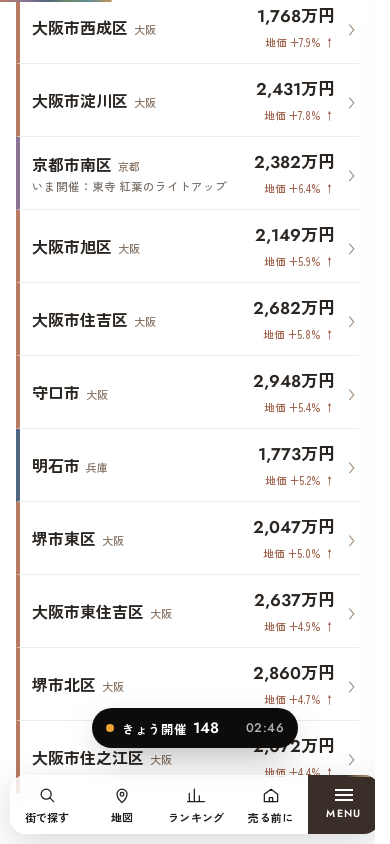 大阪市西成区 大阪 1,768万円
地価 +7.9% ↑
大阪市淀川区 大阪 2,431万円
地価 +7.8% ↑
京都市南区 京都 2,382万円
いま開催：東寺 紅葉のライトアップ 地価 +6.4% ↑
大阪市旭区 大阪 2,149万円
地価 +5.9% ↑
大阪市住吉区 大阪 2,682万円
地価 +5.8% ↑
守口市 大阪 2,948万円
地価 +5.4% ↑
明石市 兵庫 1,773万円
地価 +5.2% ↑
堺市東区 大阪 2,047万円
地価 +5.0% ↑
大阪市東住吉区 大阪 2,637万円
地価 +4.9% ↑
堺市北区 大阪 2,860万円
地価 +4.7% ↑
きょう開催 148 02:46
大阪市住之江区 大阪
地価 +4.4% ↑
街で探す 地図 ランキング 売る前に MENU